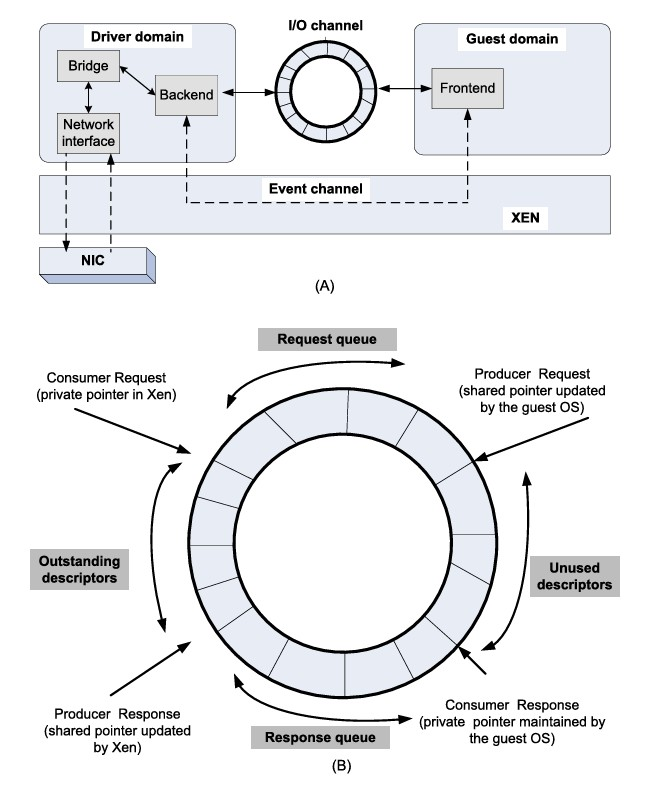 I/O channel
Driver domain
Guest domain
Bridge
Backend
Frontend
Network
interface
Event channel
XEN
NIC
(A)
Request queue
Consumer Request
(private pointer in Xen)
Producer Request
(shared pointer updated
by the guest OS)
Outstanding
descriptors
Unused
descriptors
Producer Response
(shared pointer updated
by Xen)
Response queue
Consumer Response
(private pointer maintained by
the guest OS)
(B)